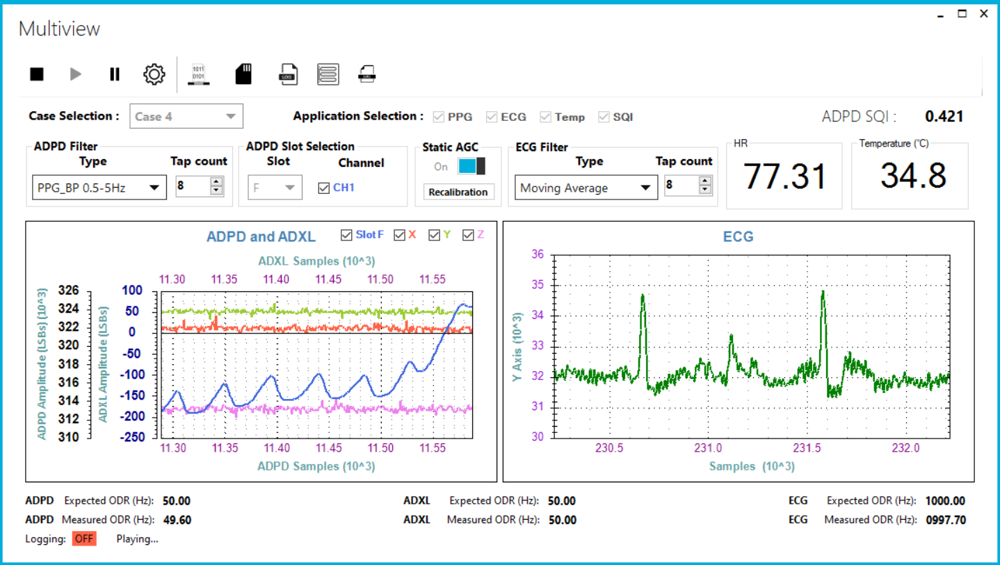 Multiview
1011
0101
LOG
Case Selection : Case 4 Application Selection : PPG ECG Temp SQI ADPD SQI : 0.421
ADPD Filter ADPD Slot Selection Static AGC ECG Filter HR Temperature (°C)
Type Tap count Slot Channel On Type Tap count
PPG_BP 0.5-5Hz 8 F CH1 Recalibration Moving Average 8 77.31 34.8
ADPD and ADXL Slot F X Y Z
ADXL Samples (10^3)
11.30 11.35 11.40 11.45 11.50 11.55
ADPD Amplitude (LSBs) (10^3)
326
324
322
320
318
316
314
312
310
ADXL Amplitude (LSBs)
100
50
0
-50
-100
-150
-200
-250
11.30 11.35 11.40 11.45 11.50 11.55
ADPD Samples (10^3)
ECG
Y Axis (10^3)
36
35
34
33
32
31
30
230.5 231.0 231.5 232.0
Samples (10^3)
ADPD Expected ODR (Hz): 50.00 ADXL Expected ODR (Hz): 50.00 ECG Expected ODR (Hz): 1000.00
ADPD Measured ODR (Hz): 49.60 ADXL Measured ODR (Hz): 50.00 ECG Measured ODR (Hz): 0997.70
Logging: OFF Playing...